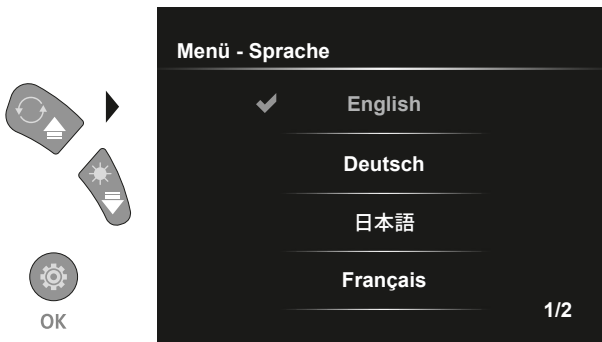 Menü - Sprache
English
Deutsch
日本語
Français
1/2
OK